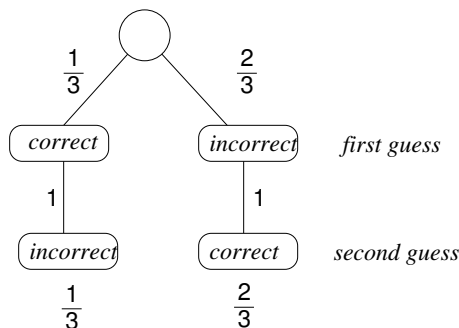 1/3 2/3
correct incorrect first guess
1 1
incorrect correct second guess
1/3 2/3